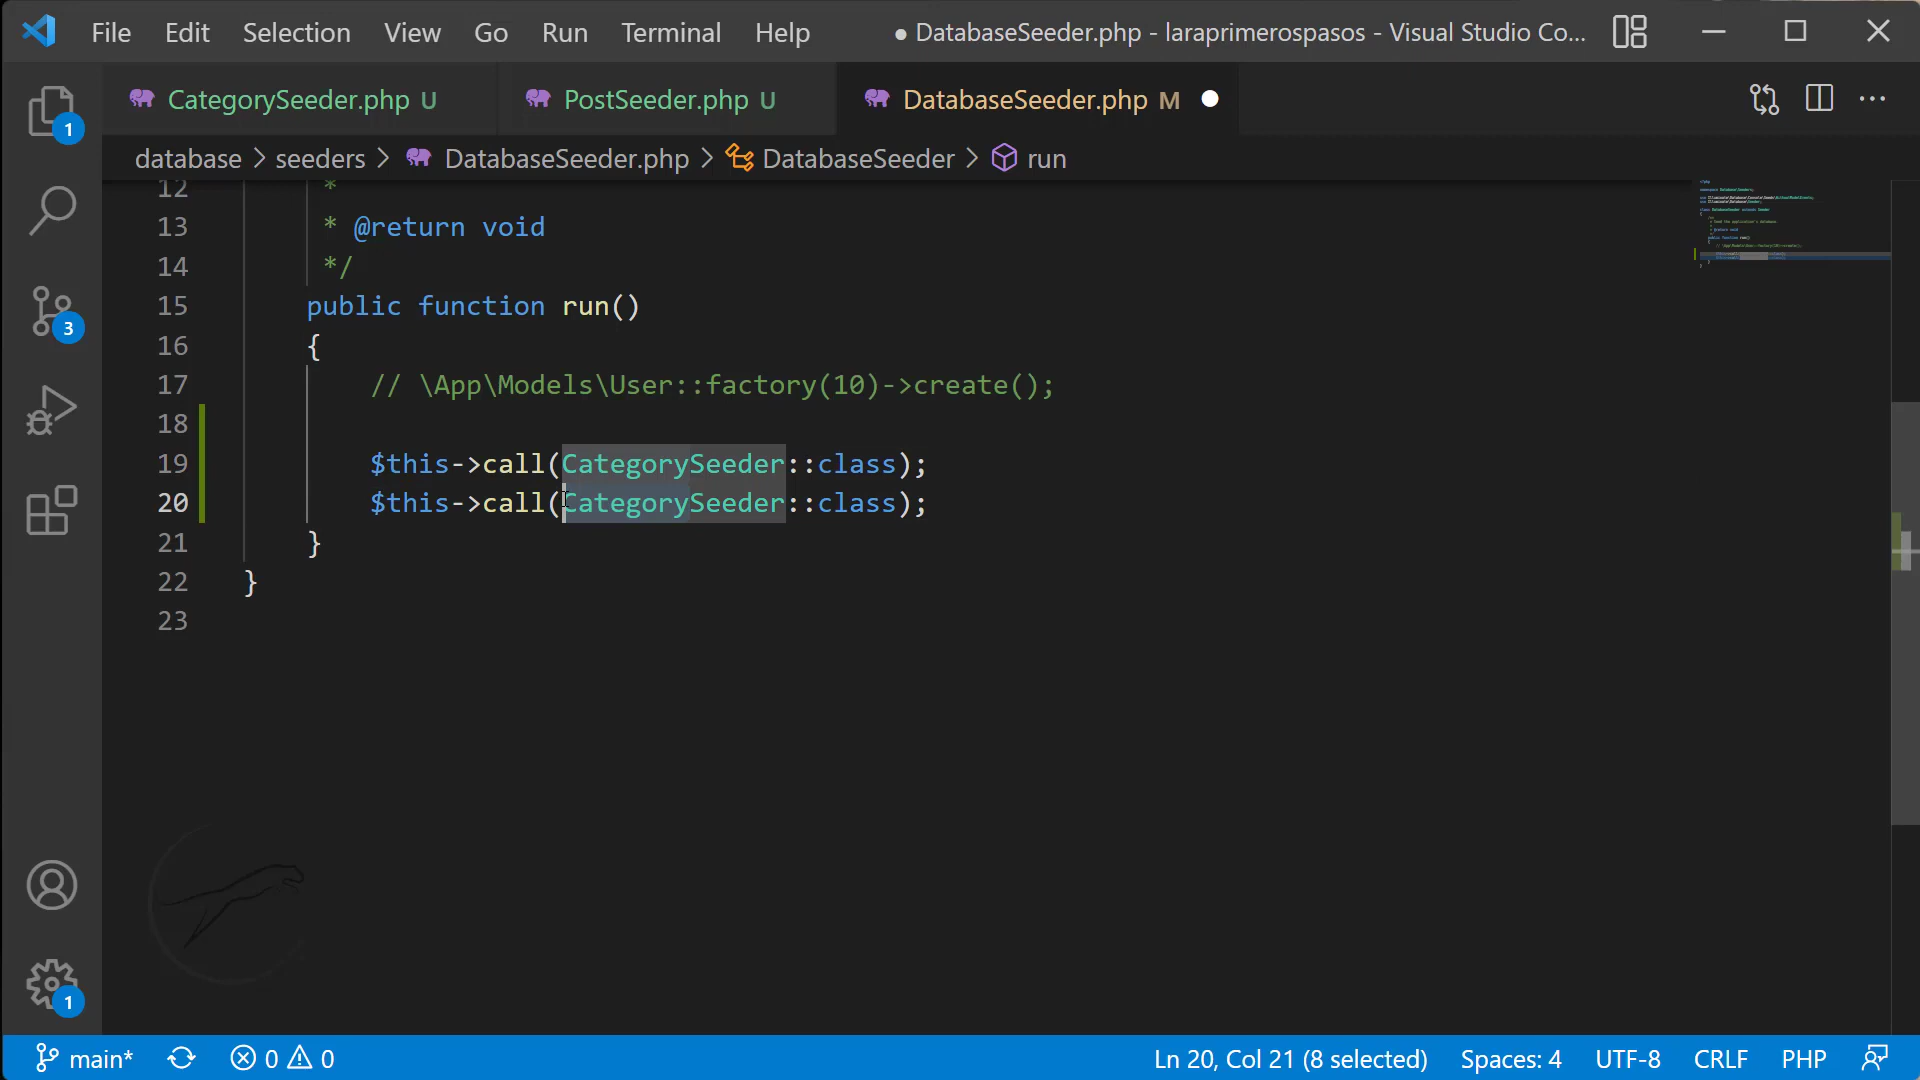 File Edit Selection View Go Run Terminal Help ● DatabaseSeeder.php - laraprimerospasos - Visual Studio Co...
CategorySeeder.php U PostSeeder.php U DatabaseSeeder.php M
1
database > seeders > DatabaseSeeder.php > DatabaseSeeder > run
12 *
13 * @return void
14 */
15 public function run()
16 {
17 // \App\Models\User::factory(10)->create();
18
3
19 $this->call(CategorySeeder::class);
20 $this->call(CategorySeeder::class);
21 }
22 }
23
1
main* 0 0 Ln 20, Col 21 (8 selected) Spaces: 4 UTF-8 CRLF PHP